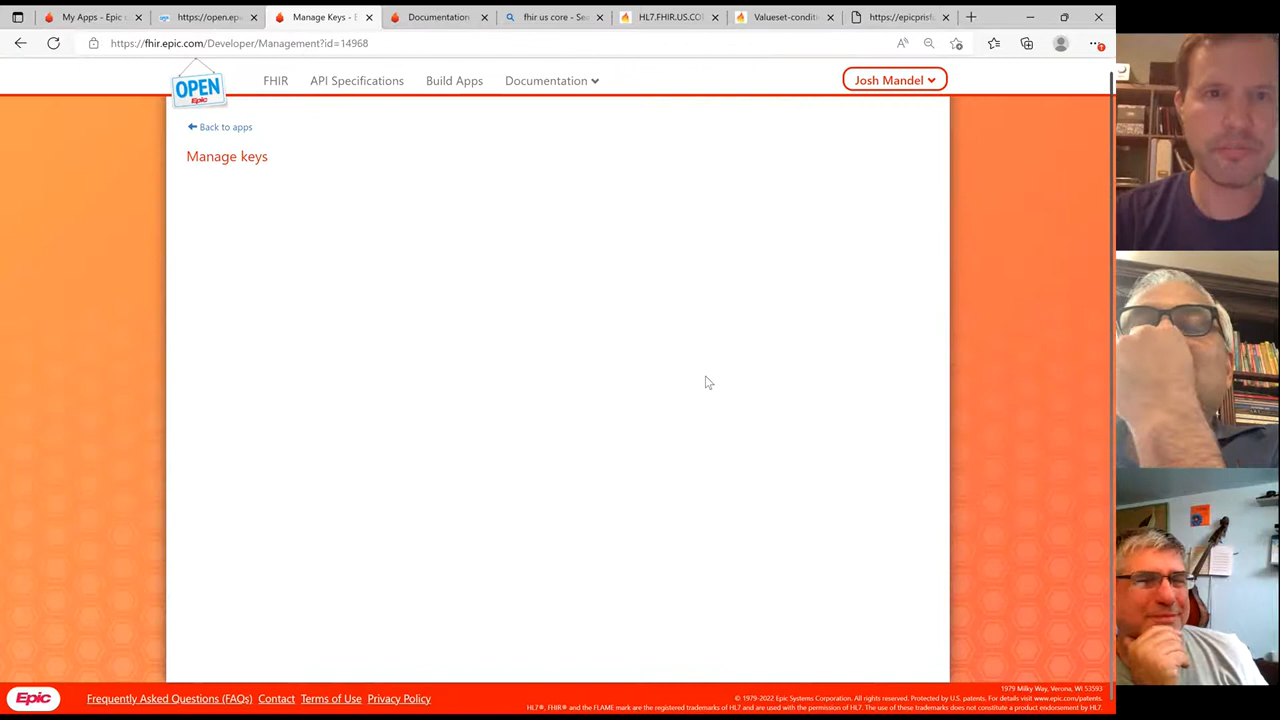 My Apps - Epic
https://open.ep
Manage Keys - E
Documentation
fhir us core - Sea
HL7.FHIR.US.CO
Valueset-conditi
https://epicprisf
https://fhir.epic.com/Developer/Management?id=14968
OPEN
Epic
FHIR
API Specifications
Build Apps
Documentation
Josh Mandel
Back to apps
Manage keys
Epic
Frequently Asked Questions (FAQs)
Contact
Terms of Use
Privacy Policy
1979 Milky Way, Verona, WI 53593
© 1979-2022 Epic Systems Corporation. All rights reserved. Protected by U.S. patents. For details visit www.epic.com/patents.
HL7®, FHIR® and the FLAME mark are the registered trademarks of HL7 and are used with the permission of HL7. The use of these trademarks does not constitute a product endorsement by HL7.